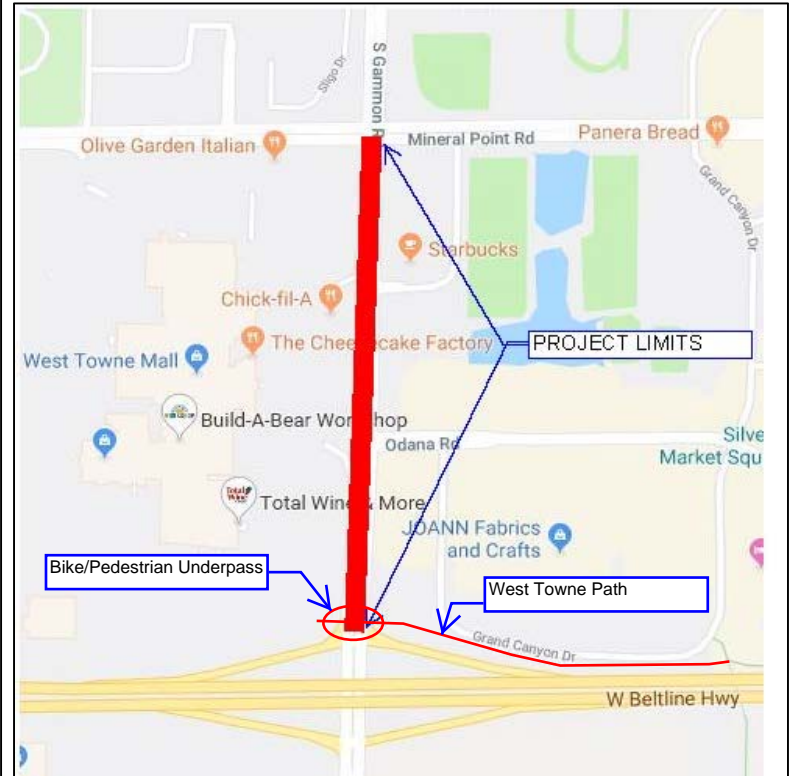 Sligo Dr
S Gammon R
Olive Garden Italian
Mineral Point Rd
Panera Bread
Grand Canyon Dr
Starbucks
Chick-fil-A
The Cheesecake Factory
PROJECT LIMITS
West Towne Mall
Build-A-Bear Workshop
Odana Rd
Silve
Market Squ
Total Wine & More
JOANN Fabrics
and Crafts
Bike/Pedestrian Underpass
West Towne Path
Grand Canyon Dr
W Beltline Hwy